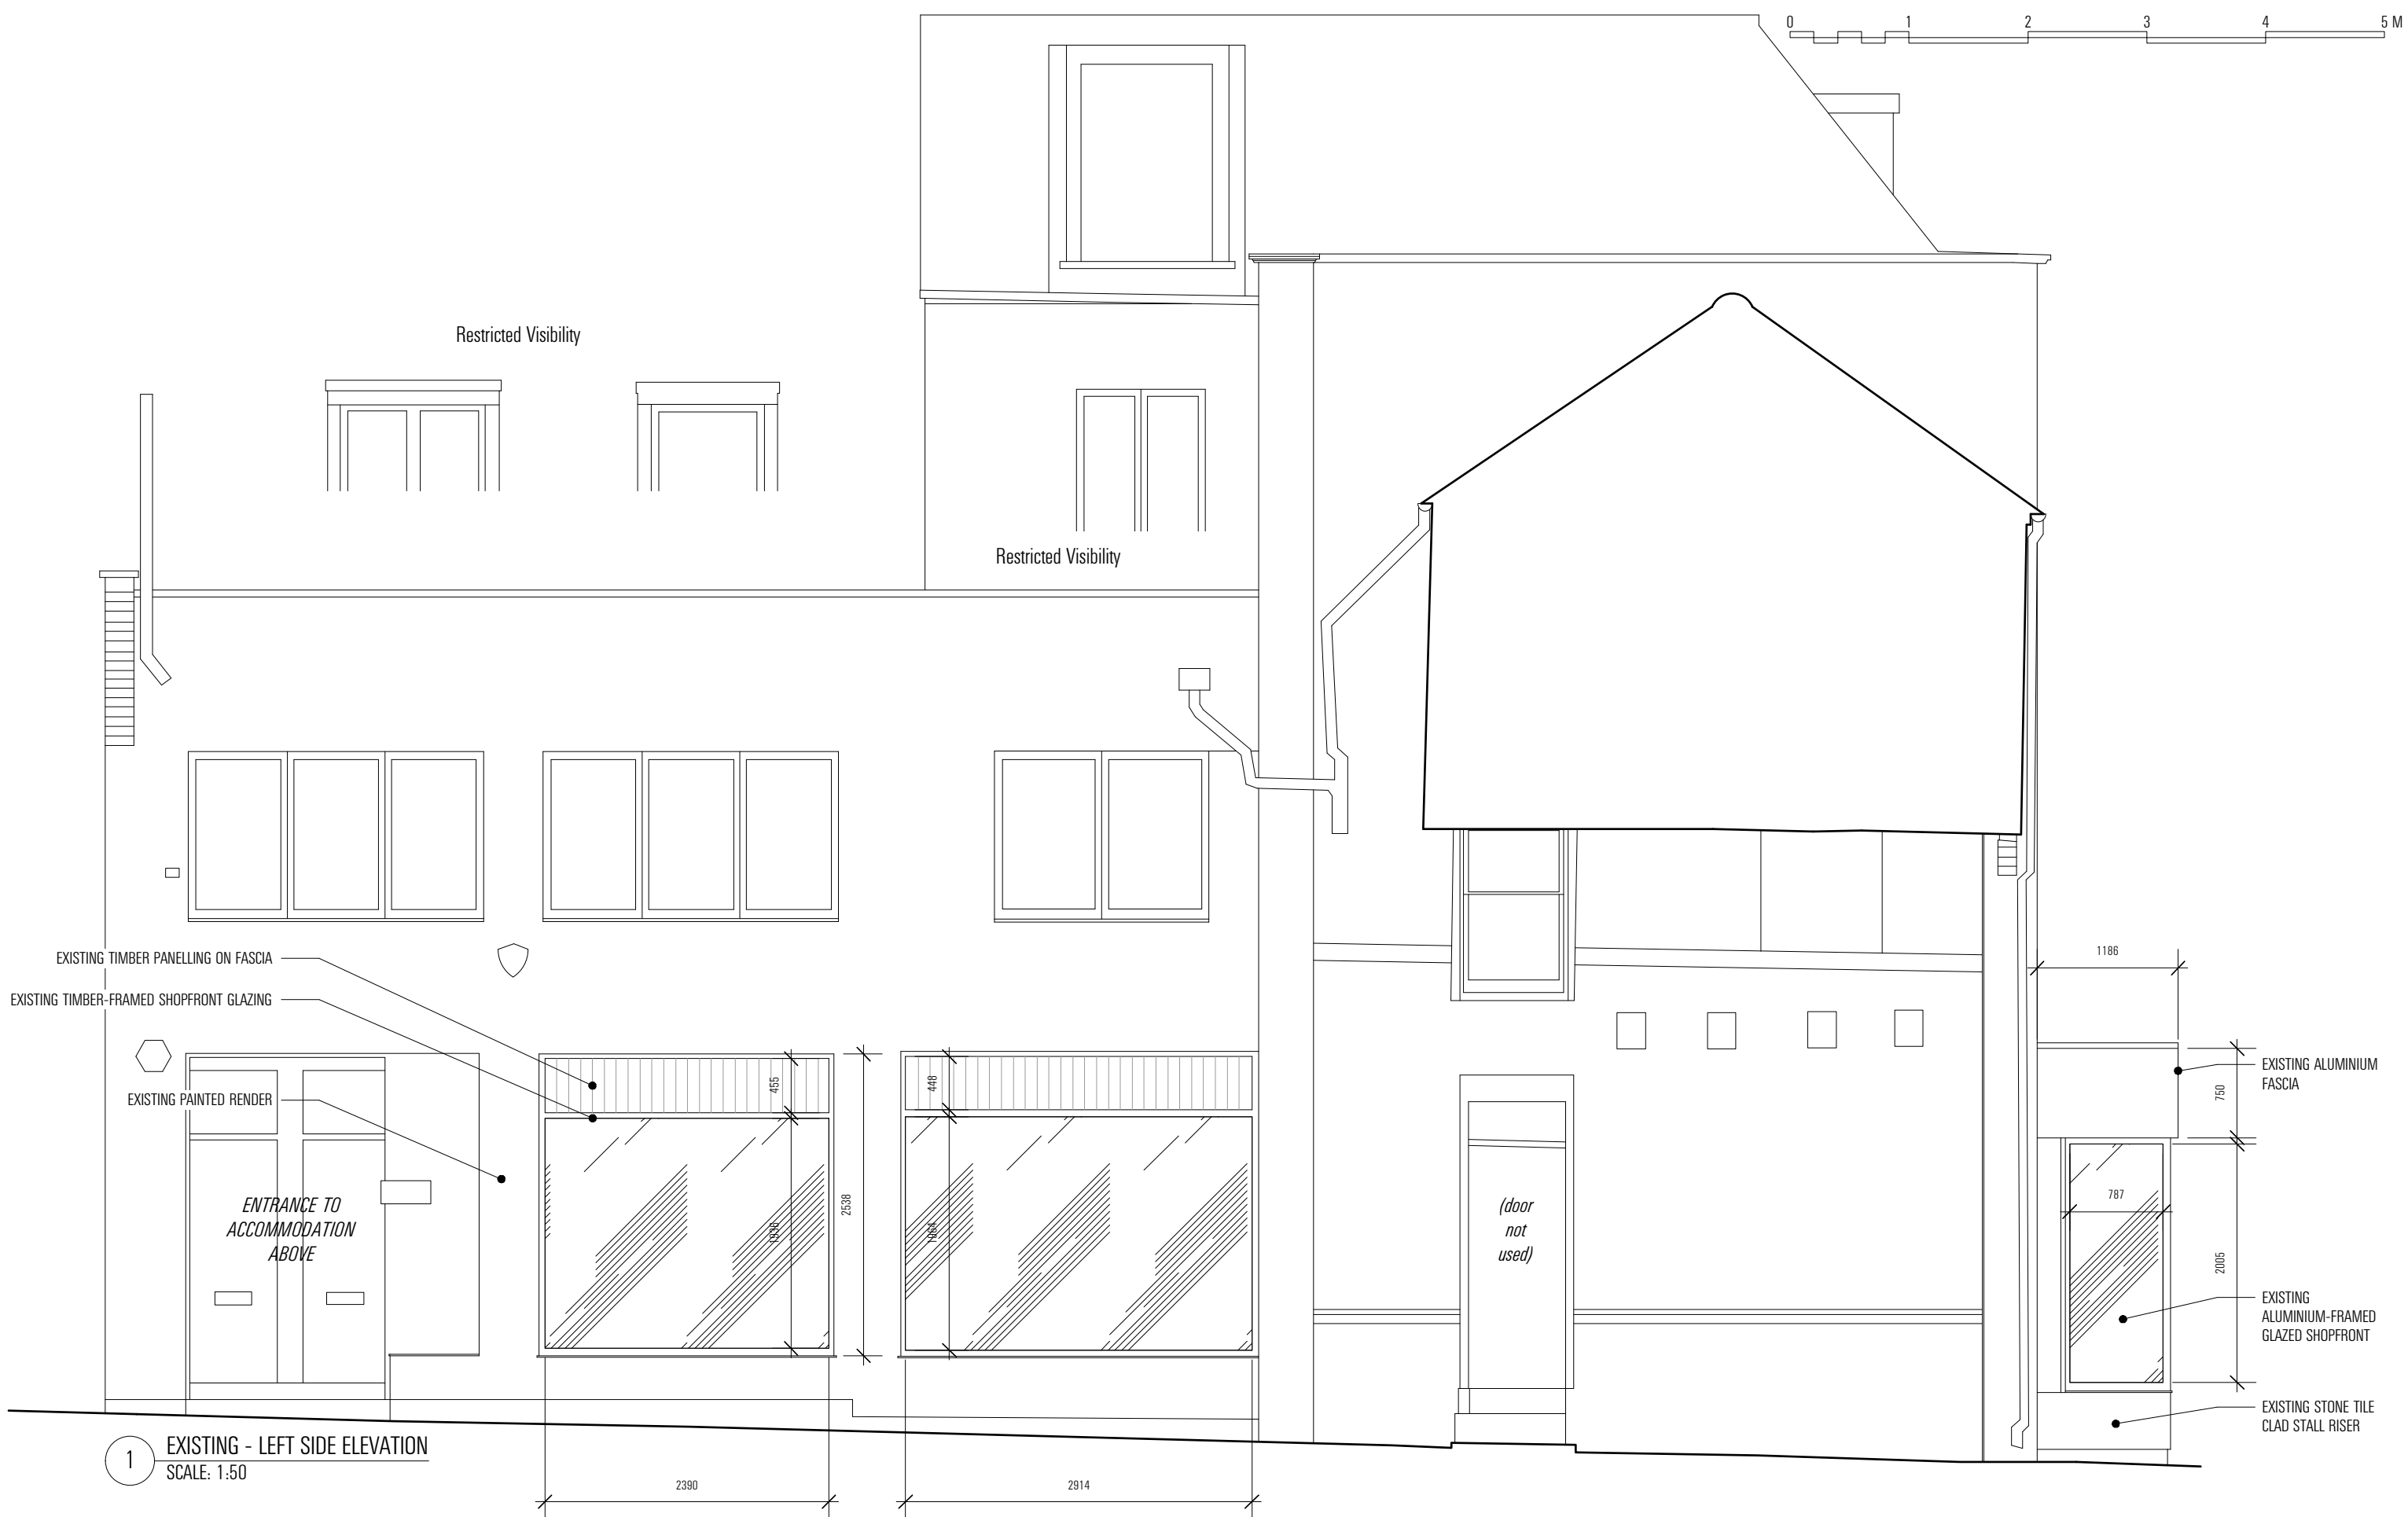 0 1 2 3 4 5 M
Restricted Visibility
Restricted Visibility
EXISTING TIMBER PANELLING ON FASCIA
EXISTING TIMBER-FRAMED SHOPFRONT GLAZING
EXISTING PAINTED RENDER
ENTRANCE TO
ACCOMMODATION
ABOVE
455
1936
2538
448
1964
(door
not
used)
1186
750
787
2005
EXISTING ALUMINIUM
FASCIA
EXISTING
ALUMINIUM-FRAMED
GLAZED SHOPFRONT
EXISTING STONE TILE
CLAD STALL RISER
1
EXISTING - LEFT SIDE ELEVATION
SCALE: 1:50
2390
2914